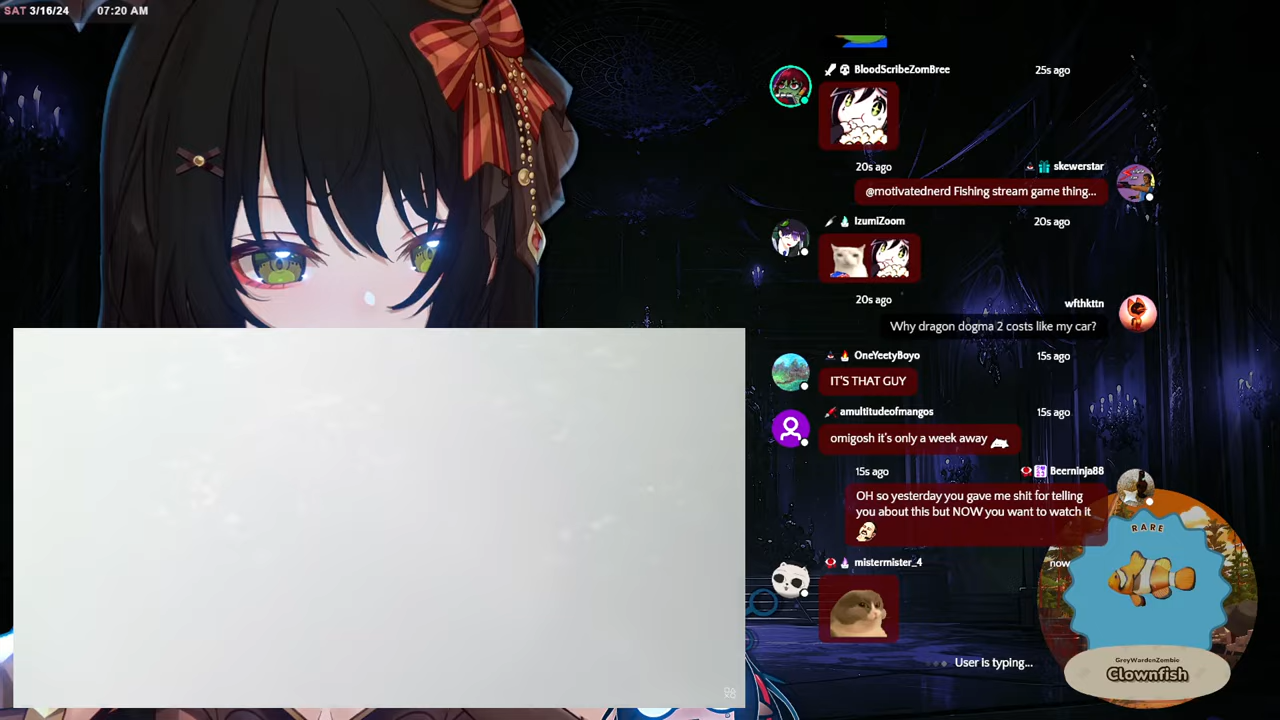 SAT 3/16/24 07:20 AM
BloodScribeZomBree 25s ago
20s ago skewerstar
@motivatednerd Fishing stream game thing...
IzumiZoom 20s ago
20s ago wfthkttn
Why dragon dogma 2 costs like my car?
OneYeetyBoyo 15s ago
IT'S THAT GUY
amultitudeofmangos 15s ago
omigosh it's only a week away
15s ago Beerninja88
OH so yesterday you gave me shit for telling
you about this but NOW you want to watch it
RARE
mistermister_4 now
User is typing...
GreyWardenZombie
Clownfish